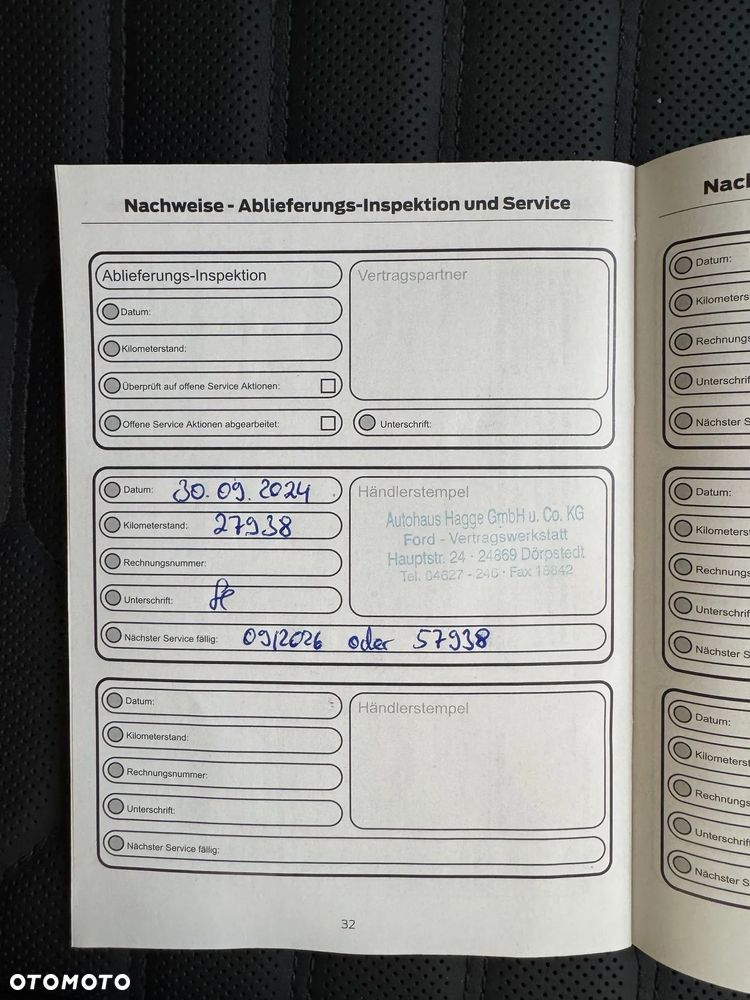 Nachweise - Ablieferungs-Inspektion und Service
Ablieferungs-Inspektion
Vertragspartner
Datum:
Kilometerstand:
Überprüft auf offene Service Aktionen:
Offene Service Aktionen abgearbeitet:
Unterschrift:
Datum: 30.09.2024
Händlerstempel
Autohaus Hagge GmbH u. Co. KG
Ford - Vertragswerkstatt
Hauptstr. 24 · 24869 Dörpstedt
Tel. 04627 - 246 · Fax 18842
Kilometerstand: 27938
Rechnungsnummer:
Unterschrift:
Nächster Service fällig: 09/2026 oder 57938
Datum:
Händlerstempel
Kilometerstand:
Rechnungsnummer:
Unterschrift:
Nächster Service fällig:
32
Nach
Datum:
Kilometers
Rechnungs
Unterschrif
Nächster S
Datum:
Kilometers
Rechnungs
Unterschrif
Nächster S
Datum:
Kilometerst
Rechnungs
Unterschrif
Nächster S
OTOMOTO